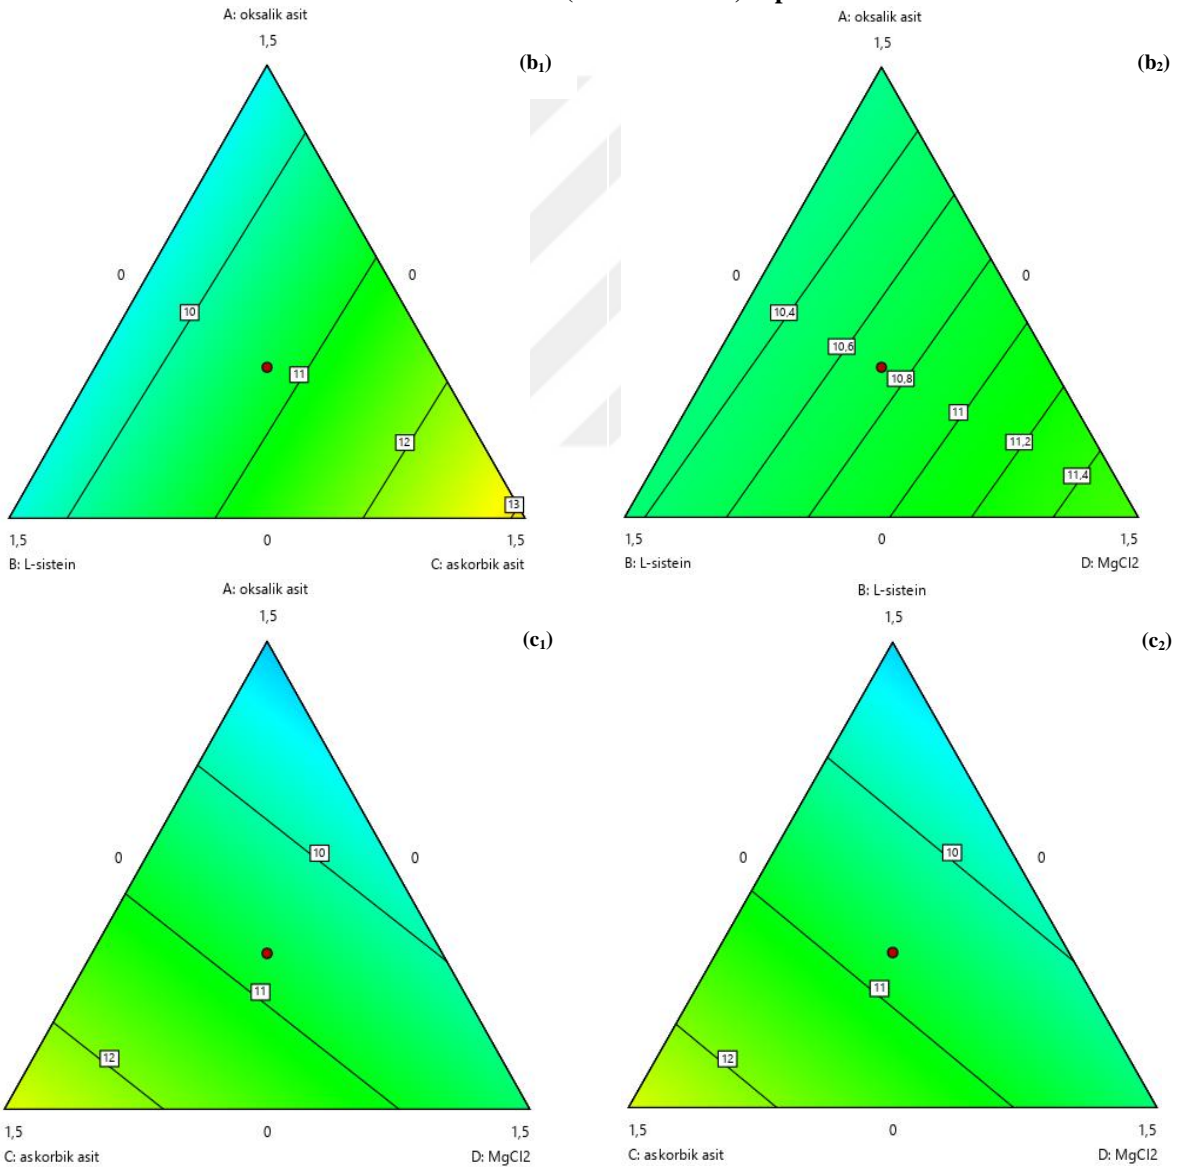 A: oksalik asit
1,5
(b₁)
0
0
10
11
12
13
1,5
0
1,5
B: L-sistein
C: askorbik asit
A: oksalik asit
1,5
(b₂)
0
0
10,4
10,6
10,8
11
11,2
11,4
1,5
0
1,5
B: L-sistein
D: MgCl2
A: oksalik asit
1,5
(c₁)
0
0
10
11
12
1,5
0
1,5
C: askorbik asit
D: MgCl2
B: L-sistein
1,5
(c₂)
0
0
10
11
12
1,5
0
1,5
C: askorbik asit
D: MgCl2